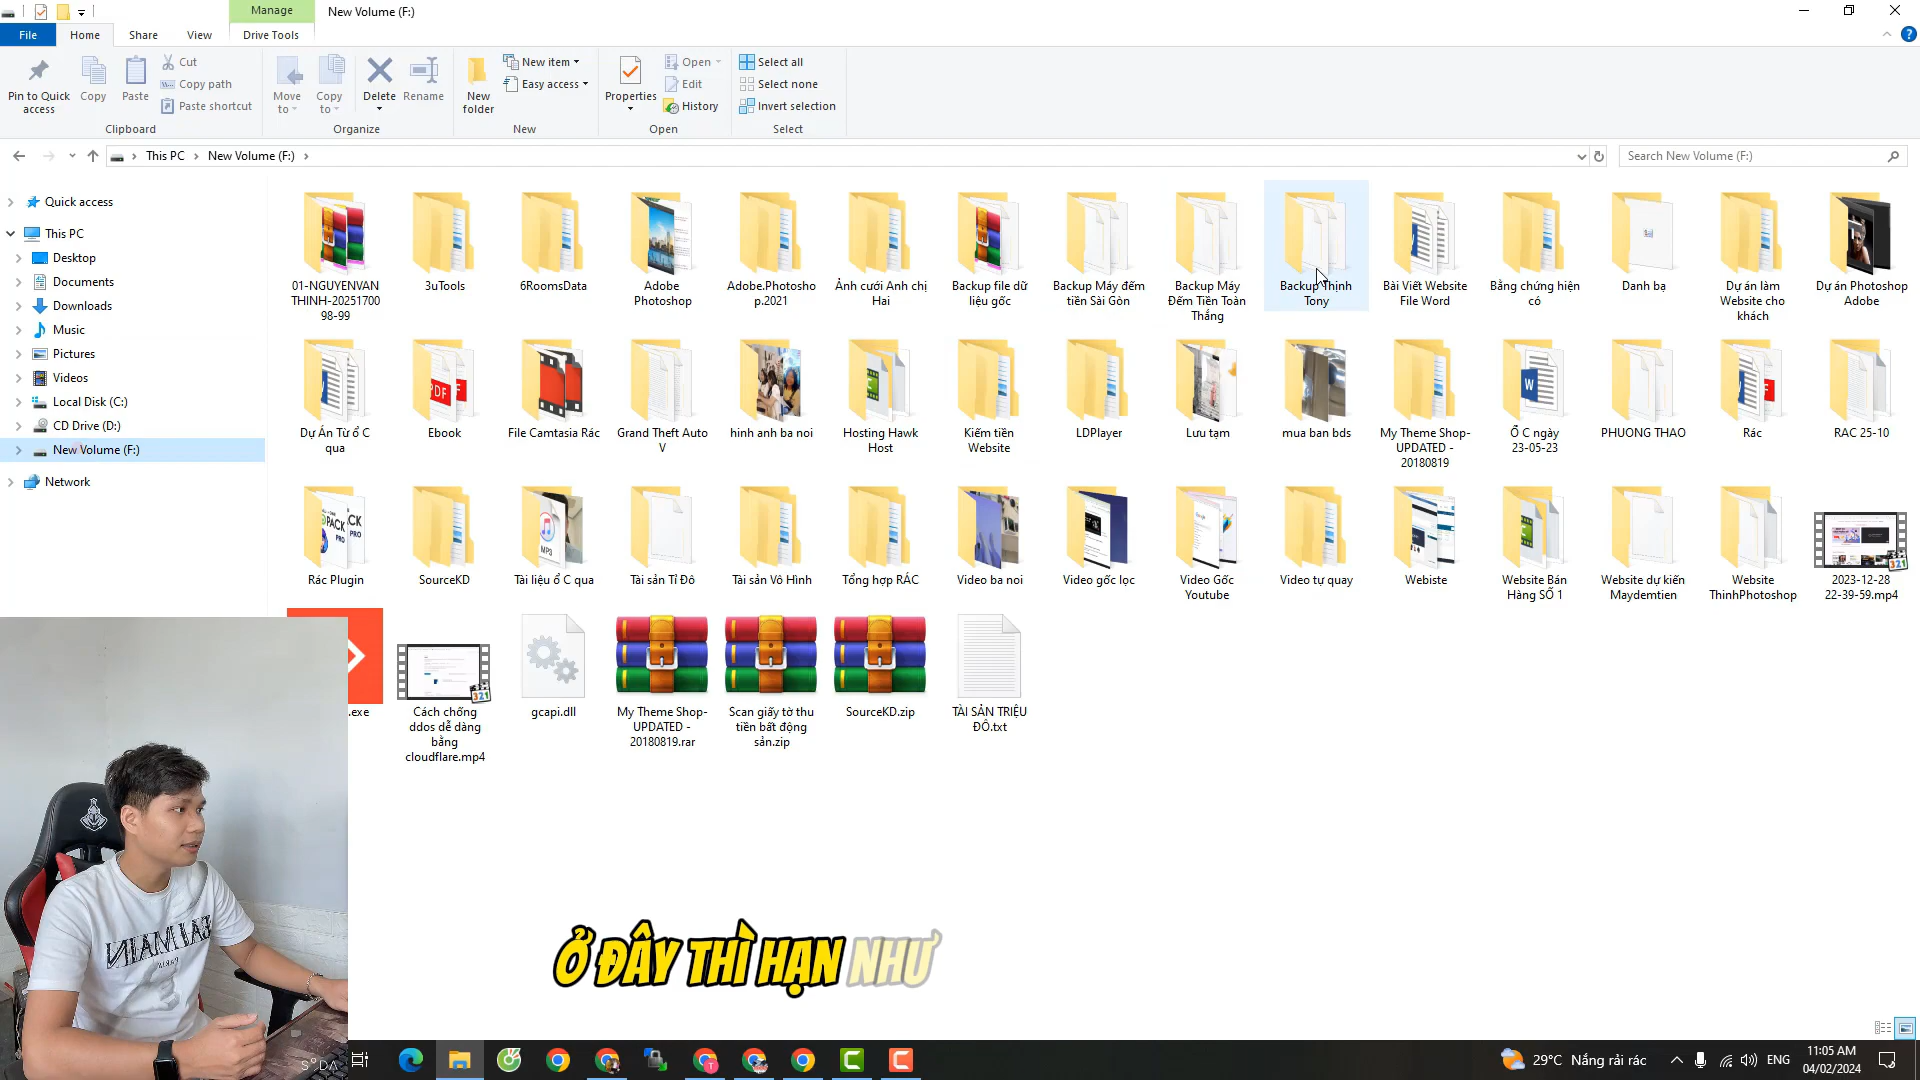 Manage
New Volume (F:)
File
Home
Share
View
Drive Tools
Pin to Quick access
Copy
Paste
Cut
Copy path
Paste shortcut
Clipboard
Move to
Copy to
Delete
Rename
Organize
New folder
New item
Easy access
New
Properties
Open
Edit
History
Open
Select all
Select none
Invert selection
Select
This PC
New Volume (F:)
Search New Volume (F:)
Quick access
This PC
Desktop
Documents
Downloads
Music
Pictures
Videos
Local Disk (C:)
CD Drive (D:)
New Volume (F:)
Network
01-NGUYENVAN
THINH-20251700
98-99
3uTools
6RoomsData
Adobe
Photoshop
Adobe.Photosho
p.2021
Ảnh cưới Anh chị
Hai
Backup file dữ
liệu gốc
Backup Máy đếm
tiền Sài Gòn
Backup Máy
Đếm Tiền Toàn
Thắng
Backup Thịnh
Tony
Bài Viết Website
File Word
Bằng chứng hiện
có
Danh bạ
Dự án làm
Website cho
khách
Dự án Photoshop
Adobe
Dự Án Từ ổ C
qua
Ebook
File Camtasia Rác
Grand Theft Auto
V
hinh anh ba noi
Hosting Hawk
Host
Kiếm tiền
Website
LDPlayer
Lưu tạm
mua ban bds
My Theme Shop-
UPDATED -
20180819
Ổ C ngày
23-05-23
PHUONG THAO
Rác
RAC 25-10
Rác Plugin
SourceKD
Tài liệu ổ C qua
Tài sản Tỉ Đô
Tài sản Vô Hình
Tổng hợp RÁC
Video ba noi
Video gốc lọc
Video Gốc
Youtube
Video tự quay
Webiste
Website Bán
Hàng SỐ 1
Website dự kiến
Maydemtien
Website
ThinhPhotoshop
2023-12-28
22-39-59.mp4
.exe
Cách chống
ddos dễ dàng
bằng
cloudflare.mp4
gcapi.dll
My Theme Shop-
UPDATED -
20180819.rar
Scan giấy tờ thu
tiền bất động
sản.zip
SourceKD.zip
TÀI SẢN TRIỆU
ĐÔ.txt
Ở ĐÂY THÌ HẠN NHƯ
29°C Nắng rải rác
ENG
11:05 AM
04/02/2024